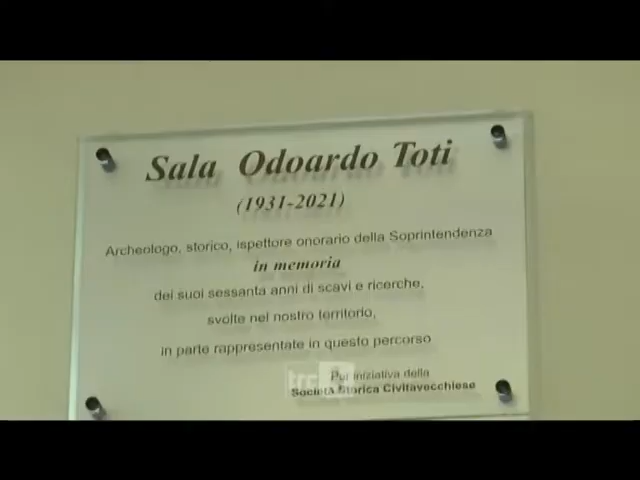 Sala Odoardo Toti
(1931-2021)
Archeologo, storico, ispettore onorario della Soprintendenza
in memoria
dei suoi sessanta anni di scavi e ricerche,
svolte nel nostro territorio,
in parte rappresentate in questo percorso
Per iniziativa della
Società Storica Civitavecchiese
trc